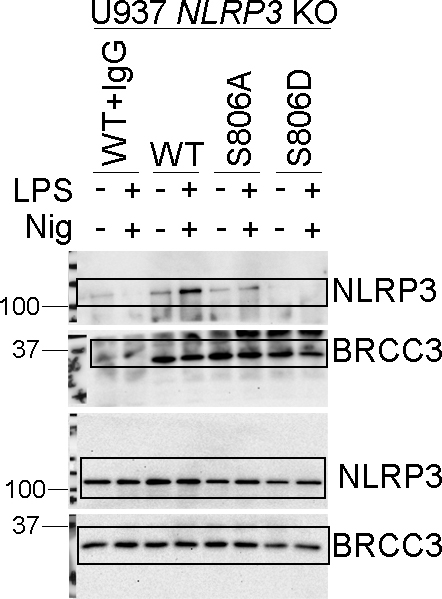 U937 NLRP3 KO
WT+IgG WT S806A S806D
LPS - + - + - + - +
Nig - + - + - + - +
NLRP3
100
37
BRCC3
NLRP3
100
37
BRCC3